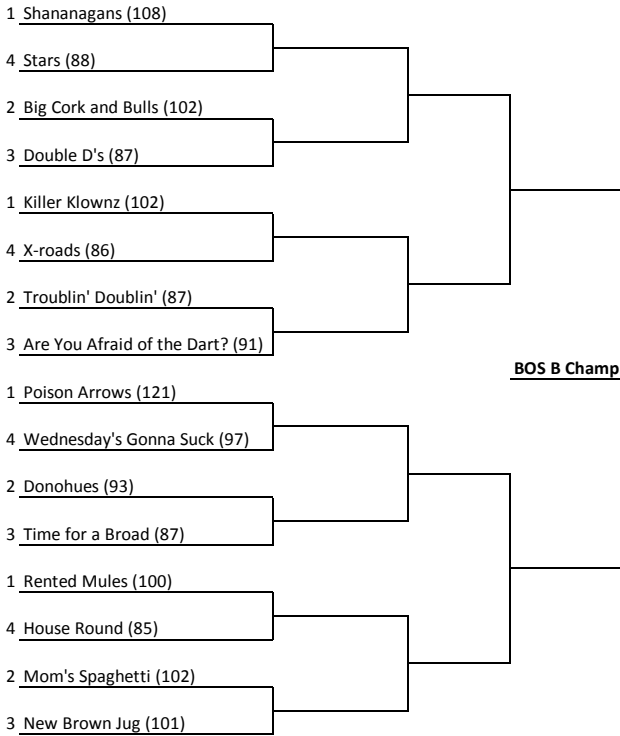 1 Shananagans (108)
4 Stars (88)
2 Big Cork and Bulls (102)
3 Double D's (87)
1 Killer Klownz (102)
4 X-roads (86)
2 Troublin' Doublin' (87)
3 Are You Afraid of the Dart? (91)
BOS B Champ
1 Poison Arrows (121)
4 Wednesday's Gonna Suck (97)
2 Donohues (93)
3 Time for a Broad (87)
1 Rented Mules (100)
4 House Round (85)
2 Mom's Spaghetti (102)
3 New Brown Jug (101)